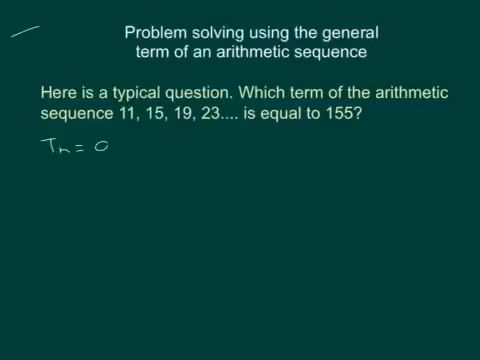 Problem solving using the general
term of an arithmetic sequence
Here is a typical question. Which term of the arithmetic
sequence 11, 15, 19, 23.... is equal to 155?
Tn = a